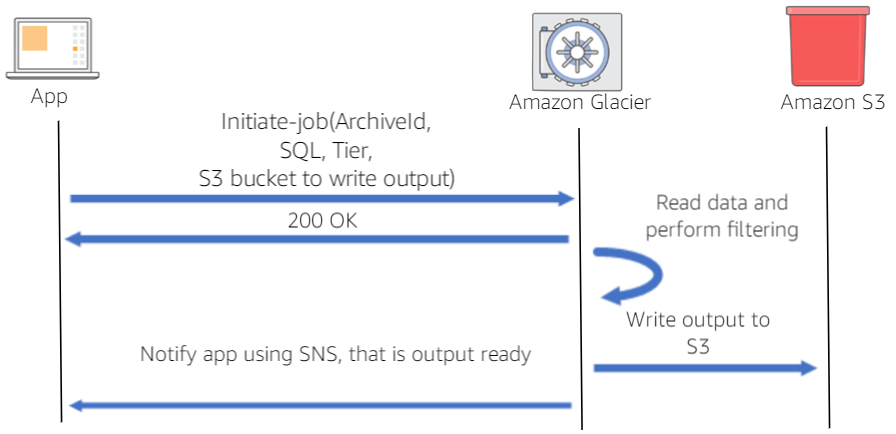 App
Amazon Glacier
Amazon S3
Initiate-job(ArchiveId,
SQL, Tier,
S3 bucket to write output)
200 OK
Read data and
perform filtering
Write output to
S3
Notify app using SNS, that is output ready